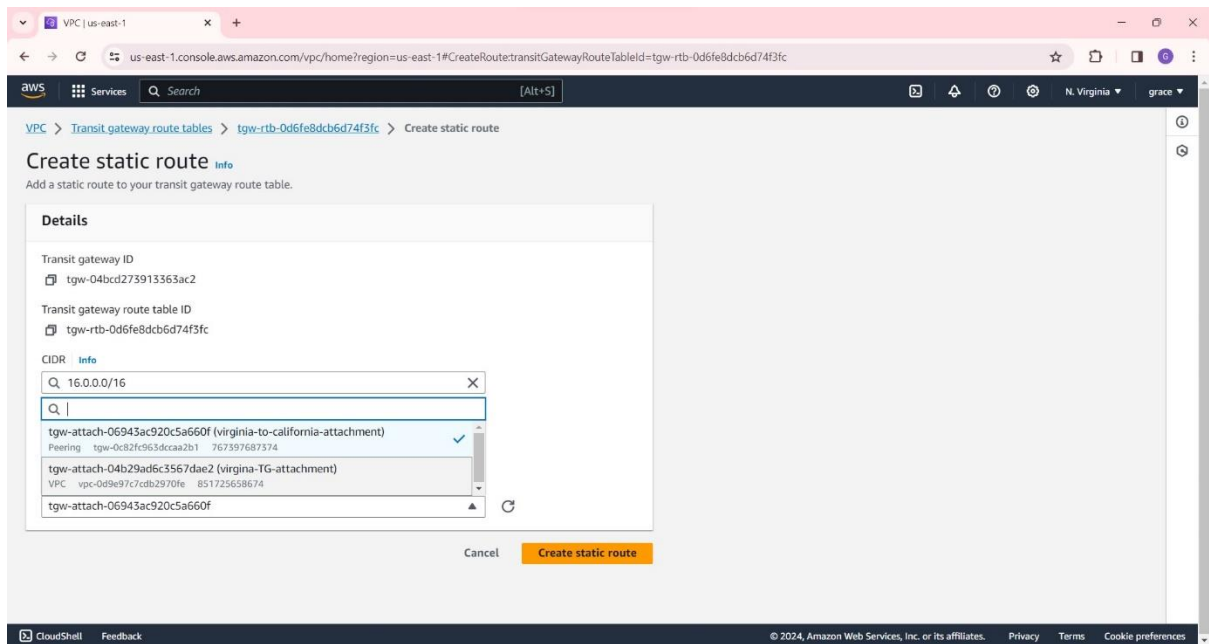 VPC | us-east-1
us-east-1.console.aws.amazon.com/vpc/home?region=us-east-1#CreateRoute:transitGatewayRouteTableId=tgw-rtb-0d6fe8dcb6d74f3fc
G
aws Services Search [Alt+S] N. Virginia grace
VPC > Transit gateway route tables > tgw-rtb-0d6fe8dcb6d74f3fc > Create static route
Create static route Info
Add a static route to your transit gateway route table.
Details
Transit gateway ID
tgw-04bcd273913363ac2
Transit gateway route table ID
tgw-rtb-0d6fe8dcb6d74f3fc
CIDR Info
16.0.0.0/16
tgw-attach-06943ac920c5a660f (virginia-to-california-attachment)
Peering tgw-0c82fc963dccaa2b1 767397687374
tgw-attach-04b29ad6c3567dae2 (virgina-TG-attachment)
VPC vpc-0d9e97c7cdb2970fe 851725658674
tgw-attach-06943ac920c5a660f
Cancel Create static route
CloudShell Feedback © 2024, Amazon Web Services, Inc. or its affiliates. Privacy Terms Cookie preferences